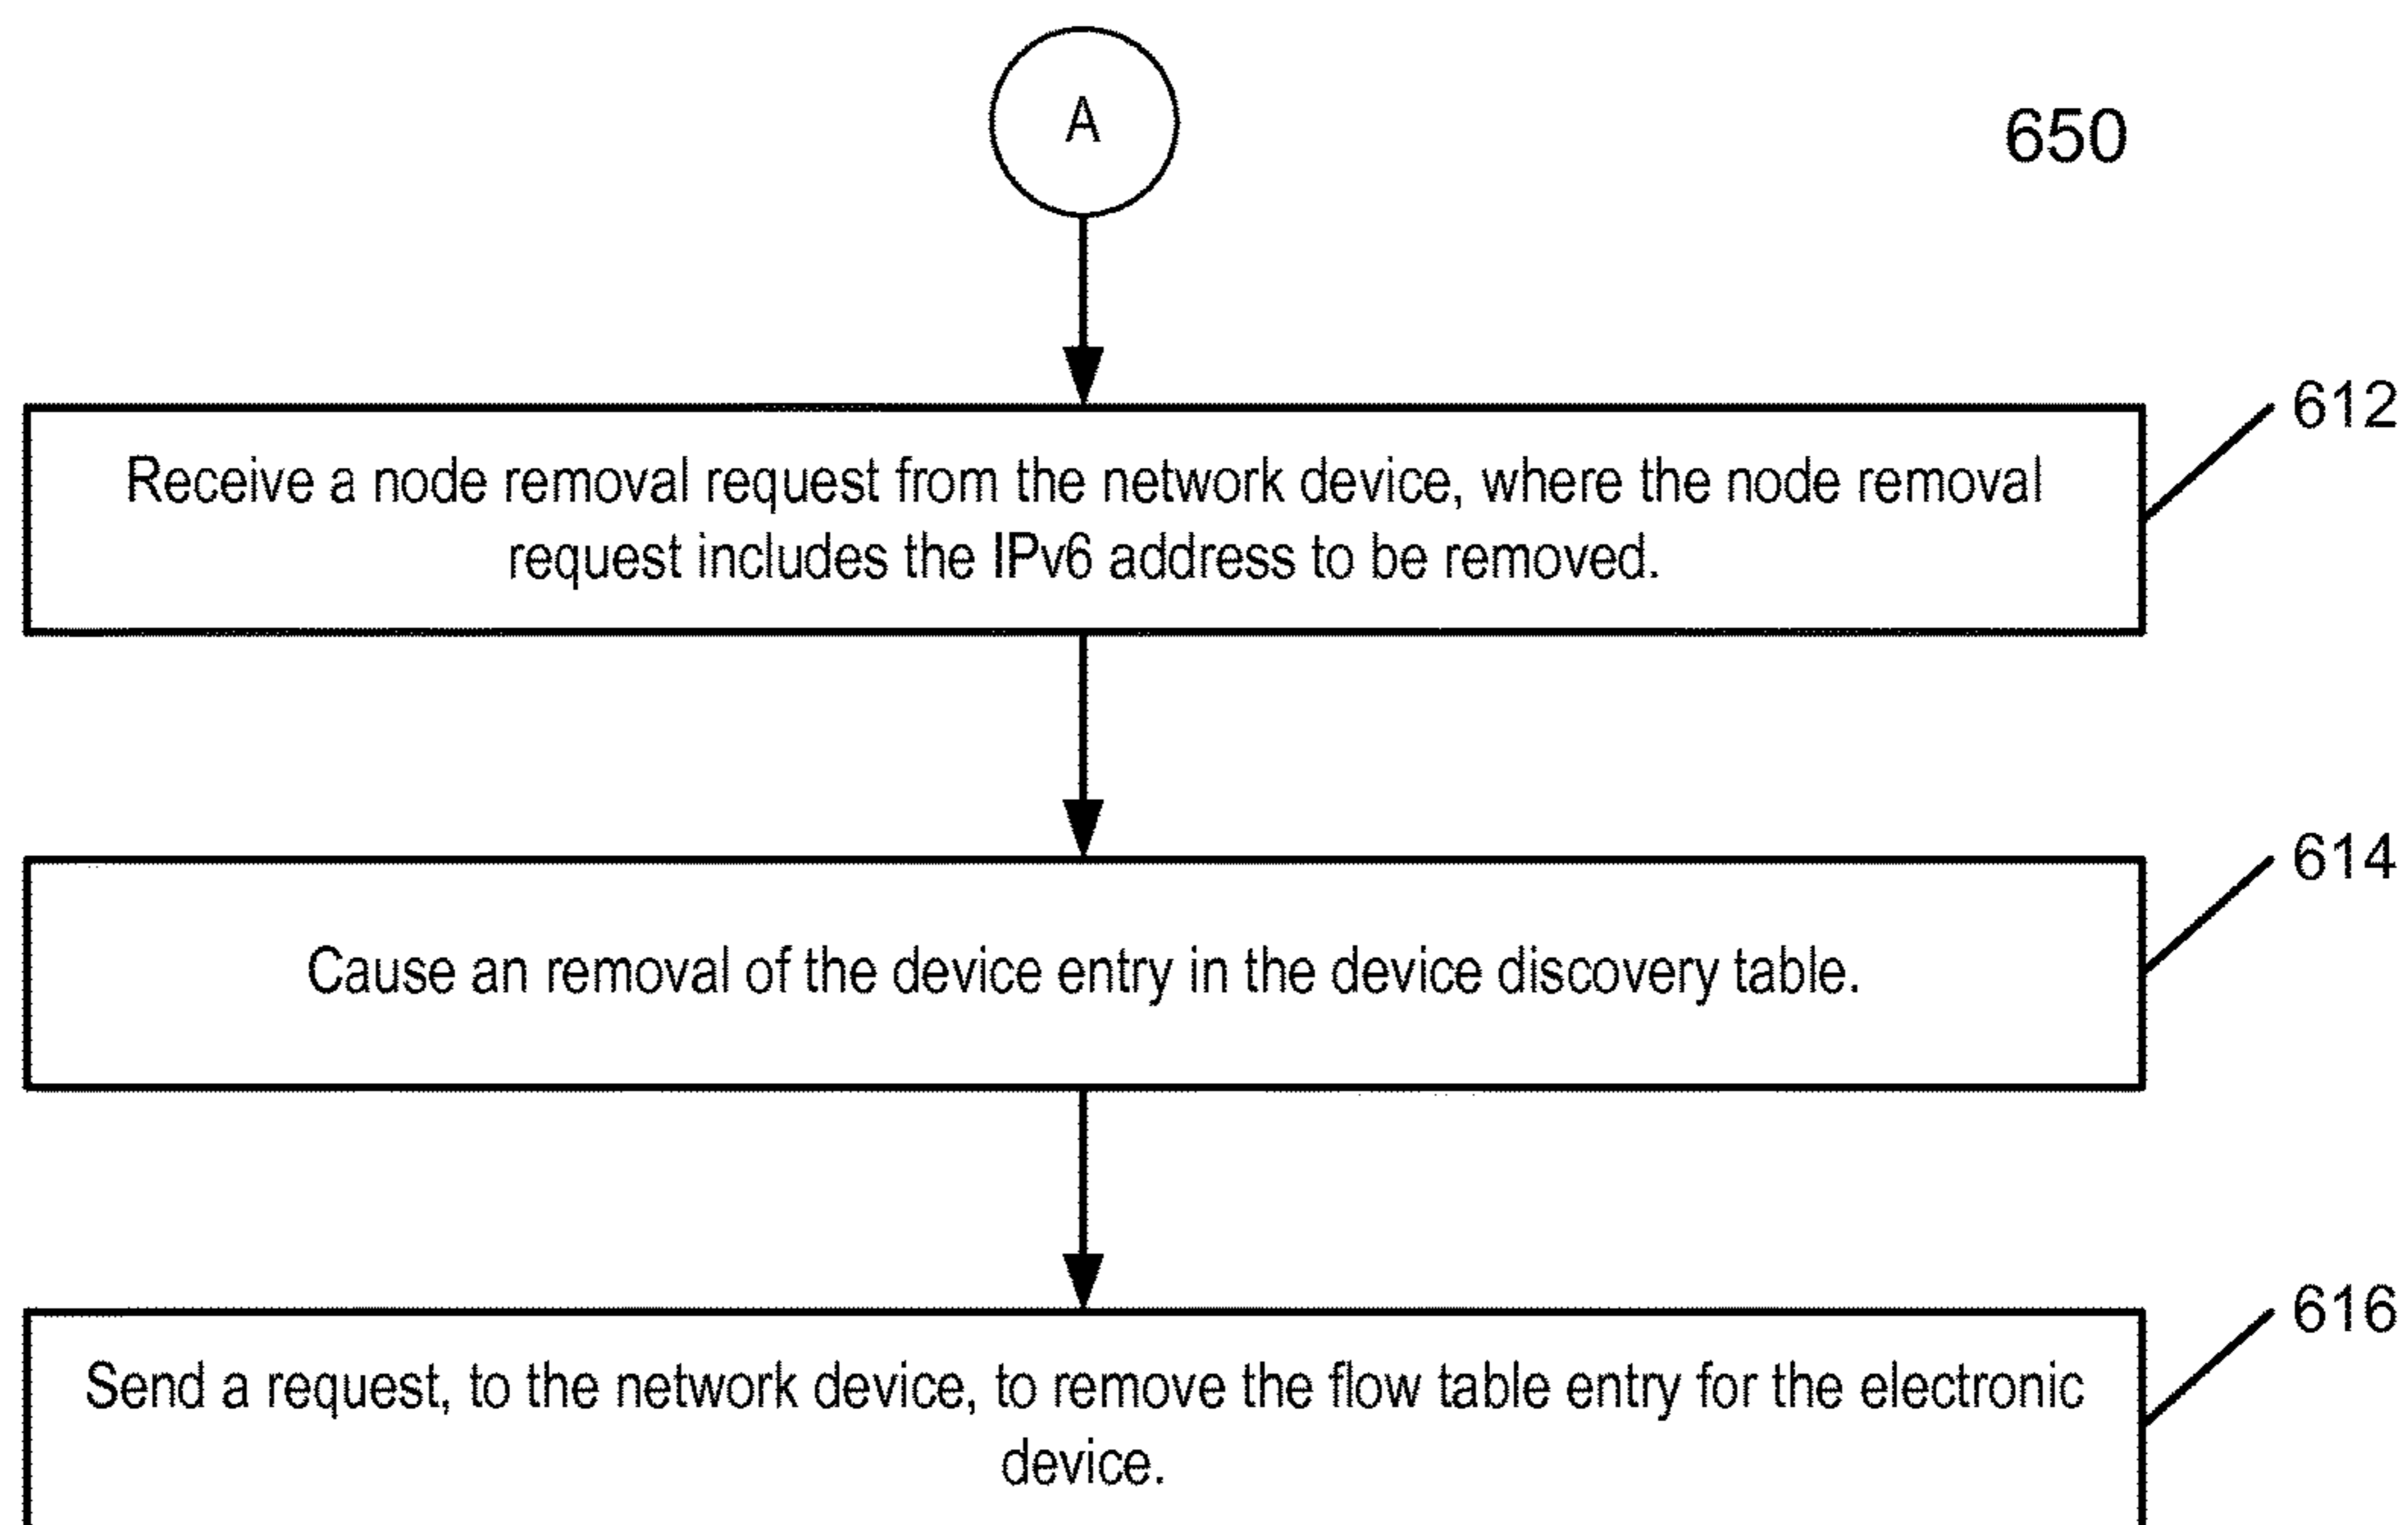 A
650
612
Receive a node removal request from the network device, where the node removal
request includes the IPv6 address to be removed.
614
Cause an removal of the device entry in the device discovery table.
616
Send a request, to the network device, to remove the flow table entry for the electronic
device.